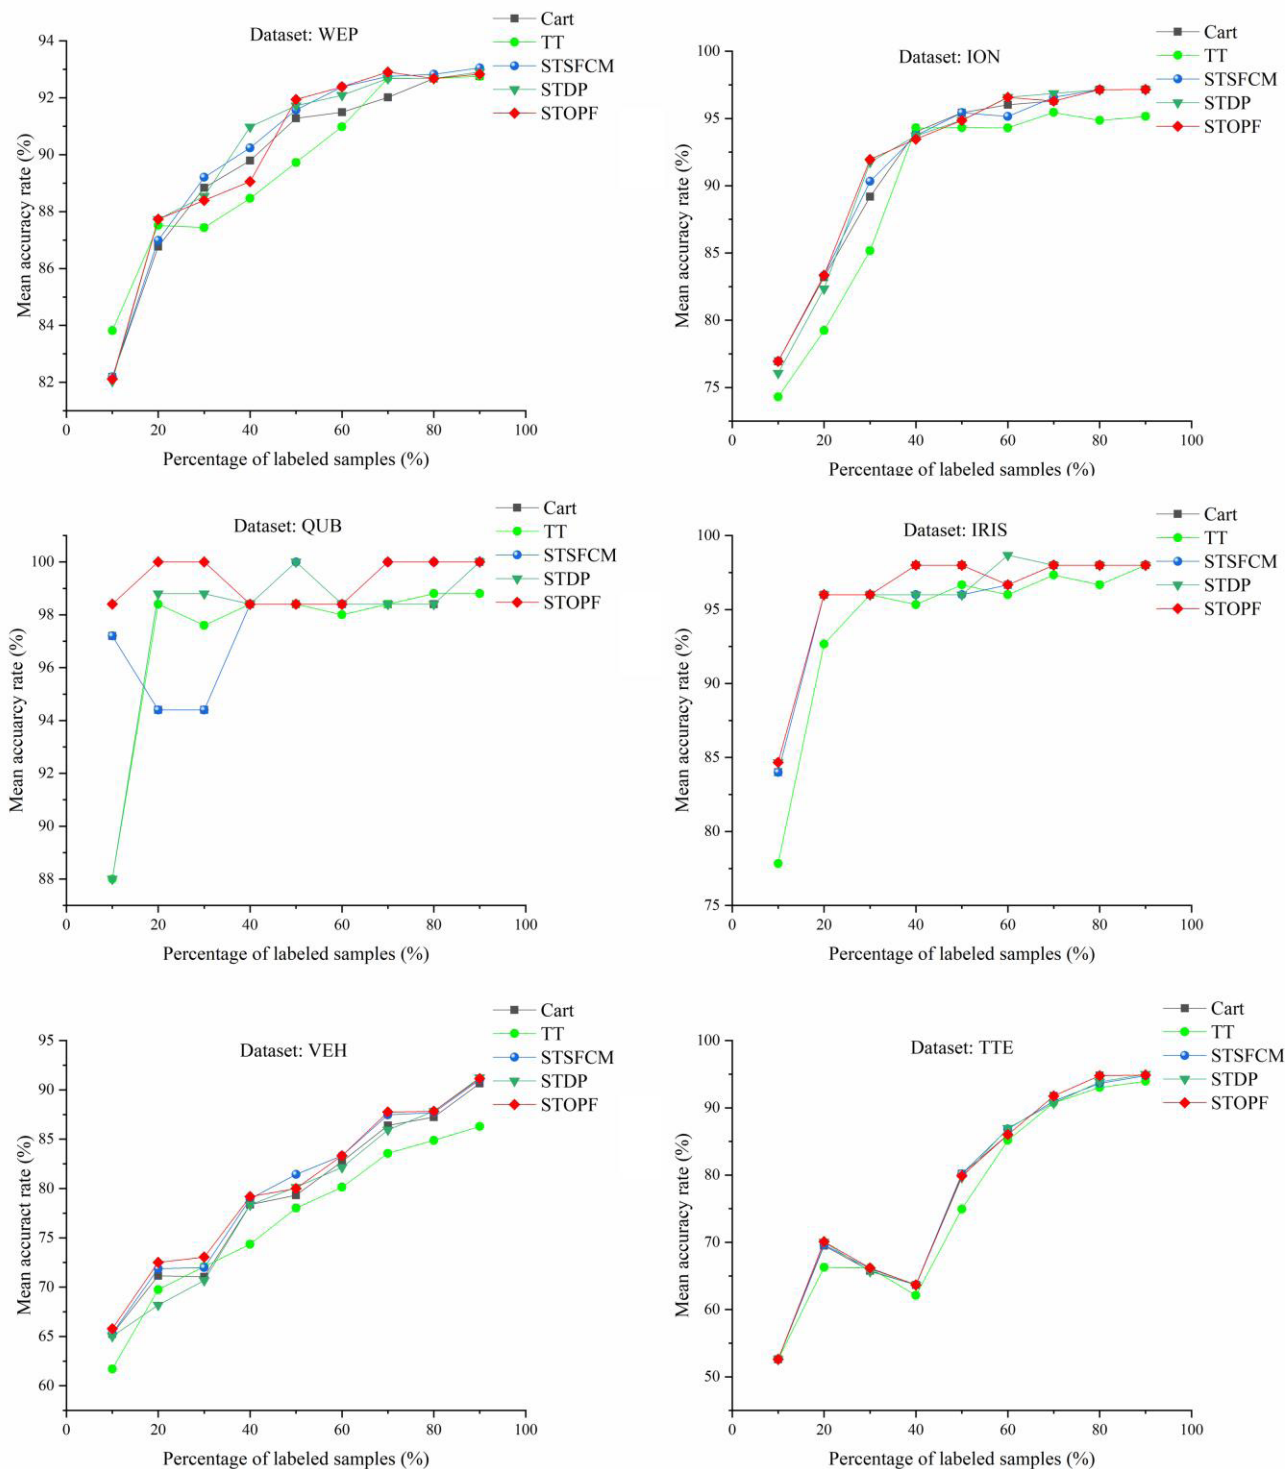 Dataset: WEP
Cart
TT
STSFCM
STDP
STOPF
94
92
90
88
86
84
82
0
20
40
60
80
100
Mean accuracy rate (%)
Percentage of labeled samples (%)
Dataset: ION
Cart
TT
STSFCM
STDP
STOPF
100
95
90
85
80
75
0
20
40
60
80
100
Mean accuracy rate (%)
Percentage of labeled samples (%)
Dataset: QUB
Cart
TT
STSFCM
STDP
STOPF
100
98
96
94
92
90
88
0
20
40
60
80
100
Mean accuarcy rate (%)
Percentage of labeled samples (%)
Dataset: IRIS
Cart
TT
STSFCM
STDP
STOPF
100
95
90
85
80
75
0
20
40
60
80
100
Mean accuracy rate (%)
Percentage of labeled samples (%)
Dataset: VEH
Cart
TT
STSFCM
STDP
STOPF
95
90
85
80
75
70
65
60
0
20
40
60
80
100
Mean accuract rate (%)
Percentage of labeled samples (%)
Dataset: TTE
Cart
TT
STSFCM
STDP
STOPF
100
90
80
70
60
50
0
20
40
60
80
100
Mean accuracy rate (%)
Percentage of labeled samples (%)